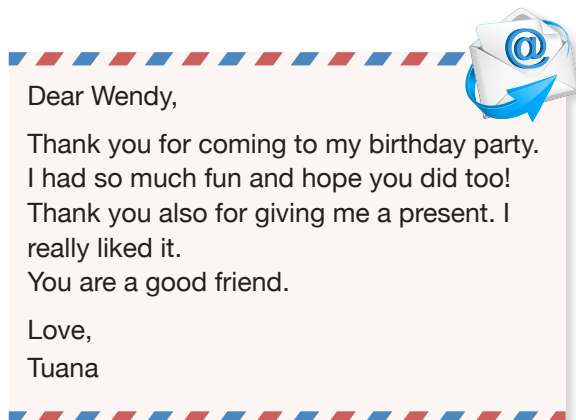 @
Dear Wendy,
Thank you for coming to my birthday party.
I had so much fun and hope you did too!
Thank you also for giving me a present. I
really liked it.
You are a good friend.
Love,
Tuana